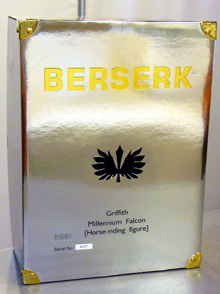 BERSERK
Griffith
Millennium Falcon
[Horse-riding figure]
Serial No.